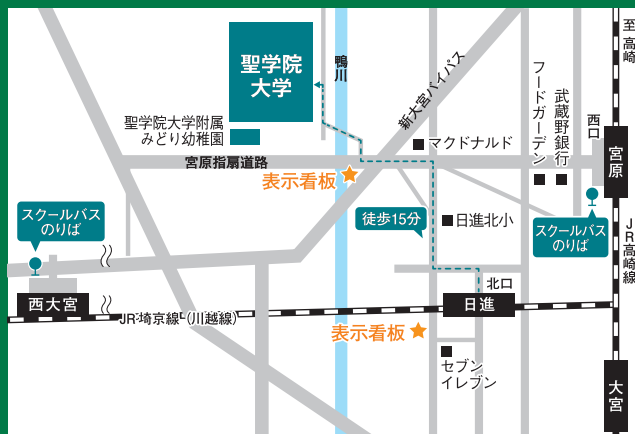 至高崎
聖学院
大学
鴨川
新大宮バイパス
フードガーデン
武蔵野銀行
西口
聖学院大学附属
みどり幼稚園
マクドナルド
宮原
宮原指扇道路
表示看板
スクールバス
のりば
徒歩15分
日進北小
スクールバス
のりば
JR高崎線
北口
西大宮
日進
JR埼京線(川越線)
表示看板
セブン
イレブン
大宮